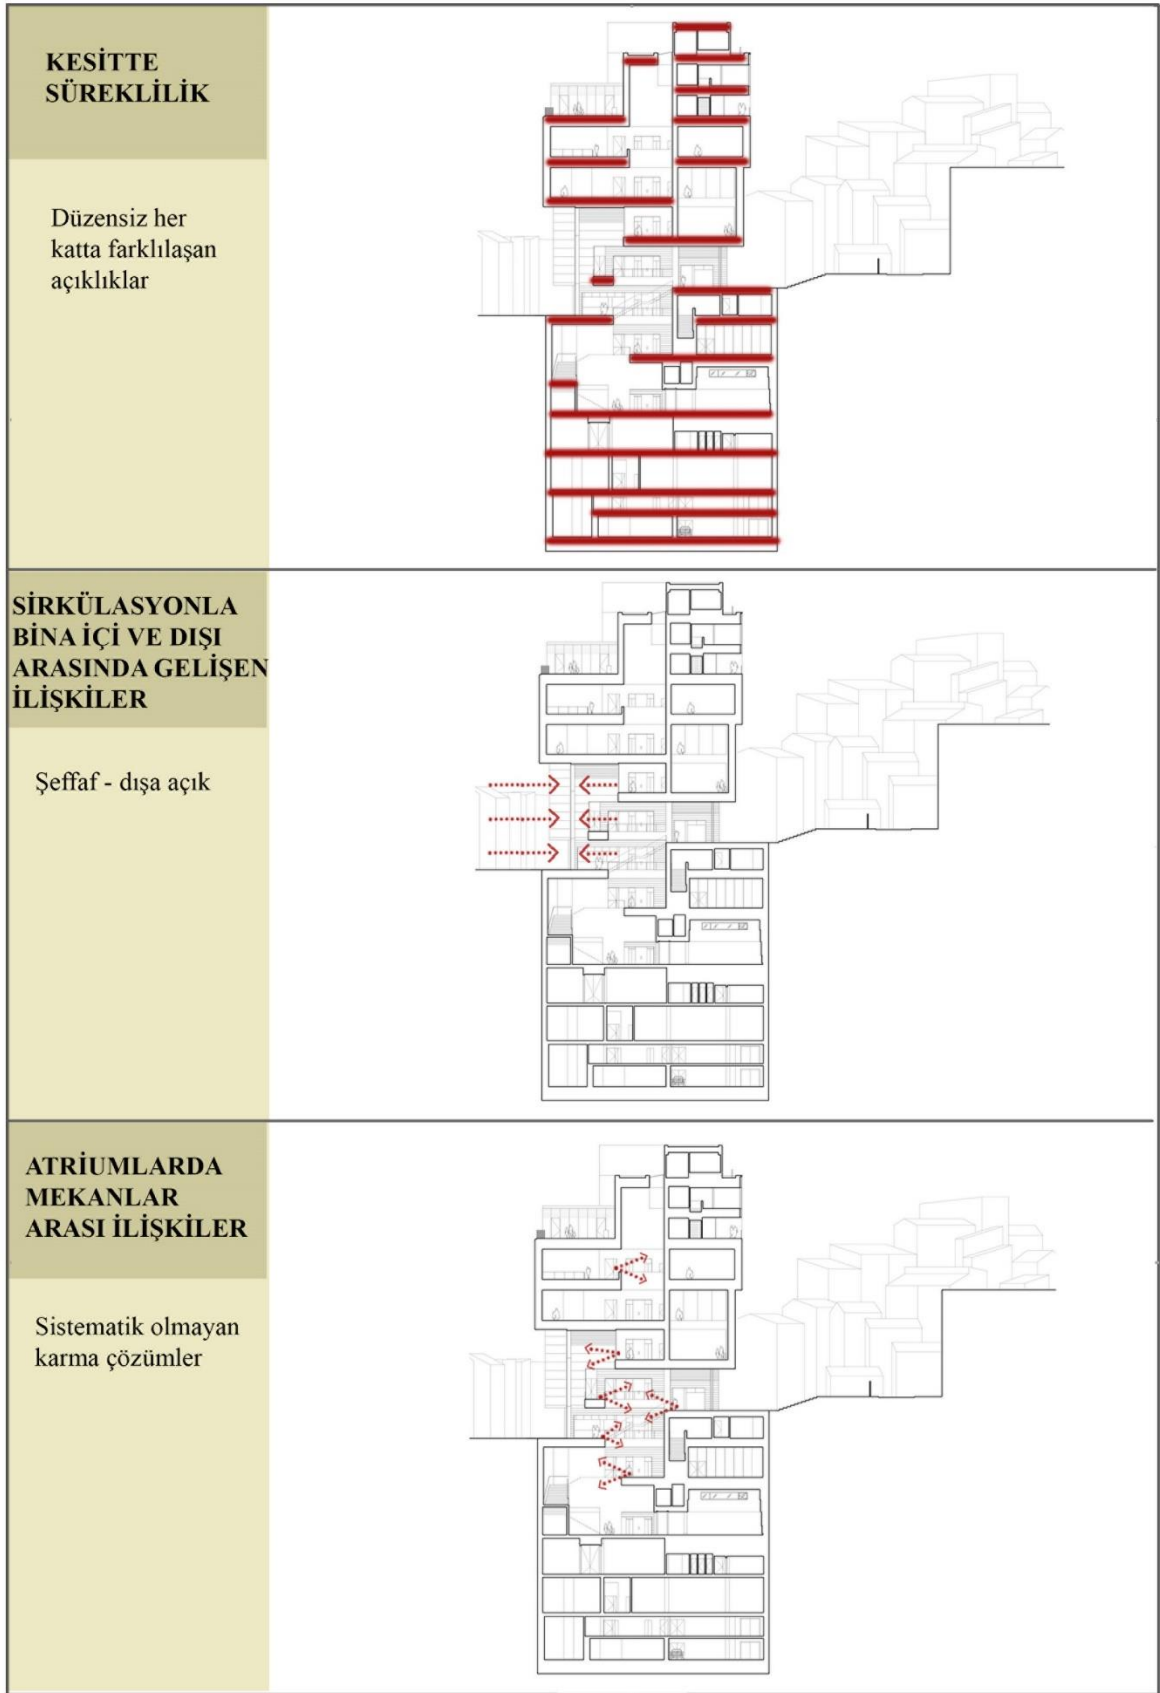 KESİTTE
SÜREKLİLİK
Düzensiz her
katta farklılaşan
açıklıklar
SİRKÜLASYONLA
BİNA İÇİ VE DIŞI
ARASINDA GELİŞEN
İLİŞKİLER
Şeffaf - dışa açık
ATRİUMLARDA
MEKANLAR
ARASI İLİŞKİLER
Sistematik olmayan
karma çözümler